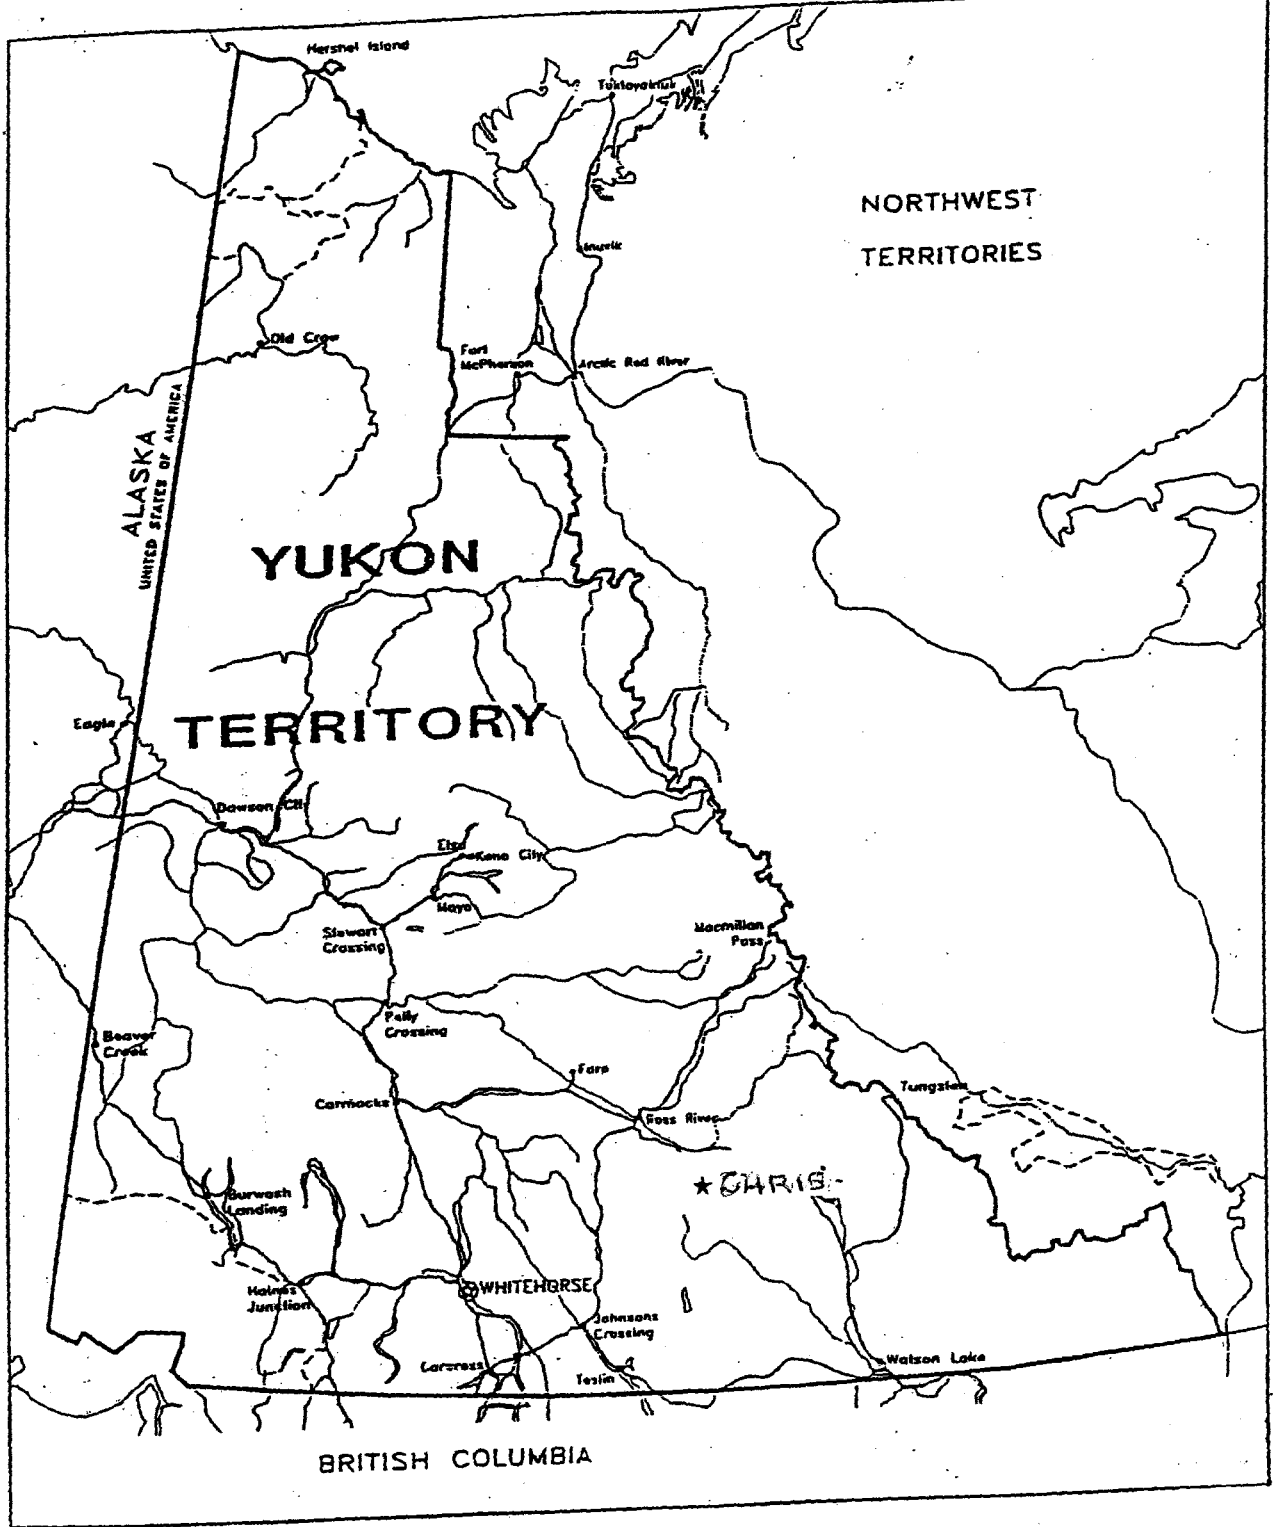 Hershel Island
Tuktoyaktuk
NORTHWEST
TERRITORIES
Inuvik
Old Crow
Fort
McPherson
Arctic Red River
ALASKA
UNITED STATES OF AMERICA
YUKON
TERRITORY
Eagle
Dawson Cit
Elsa
Keno City
Mayo
Stewart
Crossing
Macmillan
Pass
Pelly
Crossing
Beaver
Creek
Faro
Tungsten
Carmacks
Ross River
★ CHRIS
Burwash
Landing
Haines
Junction
WHITEHORSE
Johnsons
Crossing
Carcross
Teslin
Watson Lake
BRITISH COLUMBIA